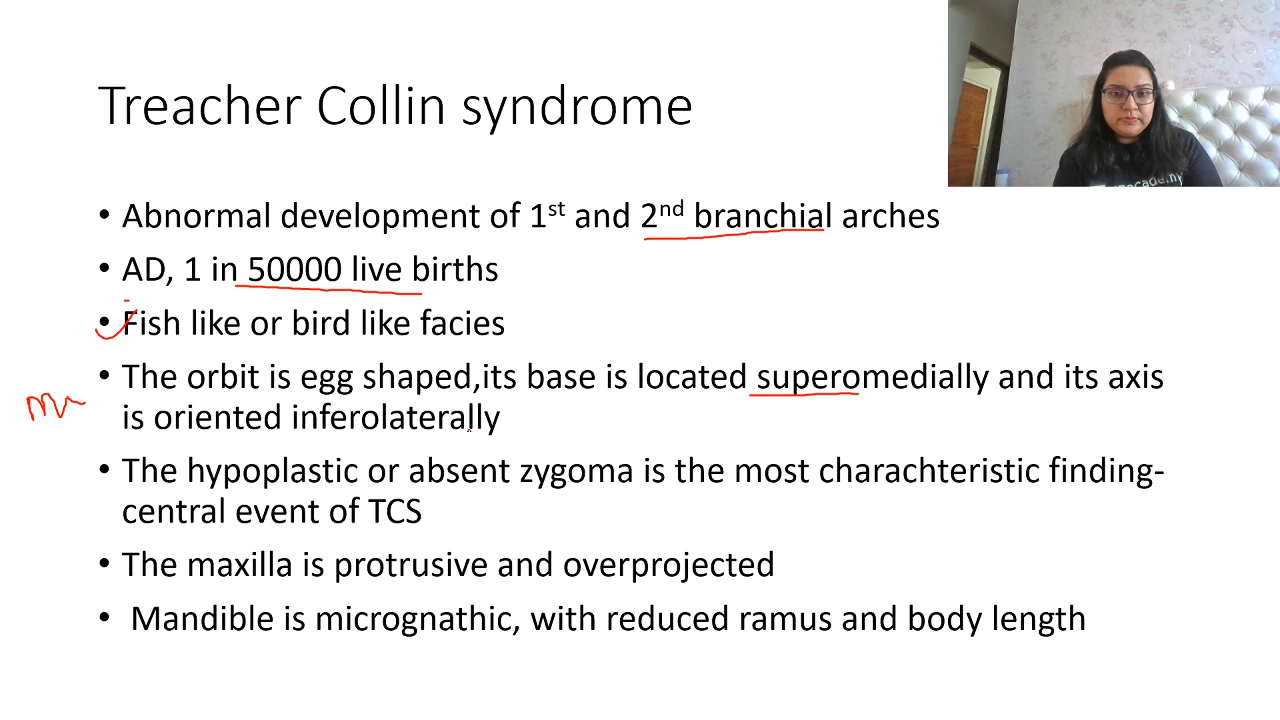 Treacher Collin syndrome
• Abnormal development of 1st and 2nd branchial arches
• AD, 1 in 50000 live births
• Fish like or bird like facies
• The orbit is egg shaped,its base is located superomedially and its axis
is oriented inferolaterally
• The hypoplastic or absent zygoma is the most charachteristic finding-
central event of TCS
• The maxilla is protrusive and overprojected
• Mandible is micrognathic, with reduced ramus and body length